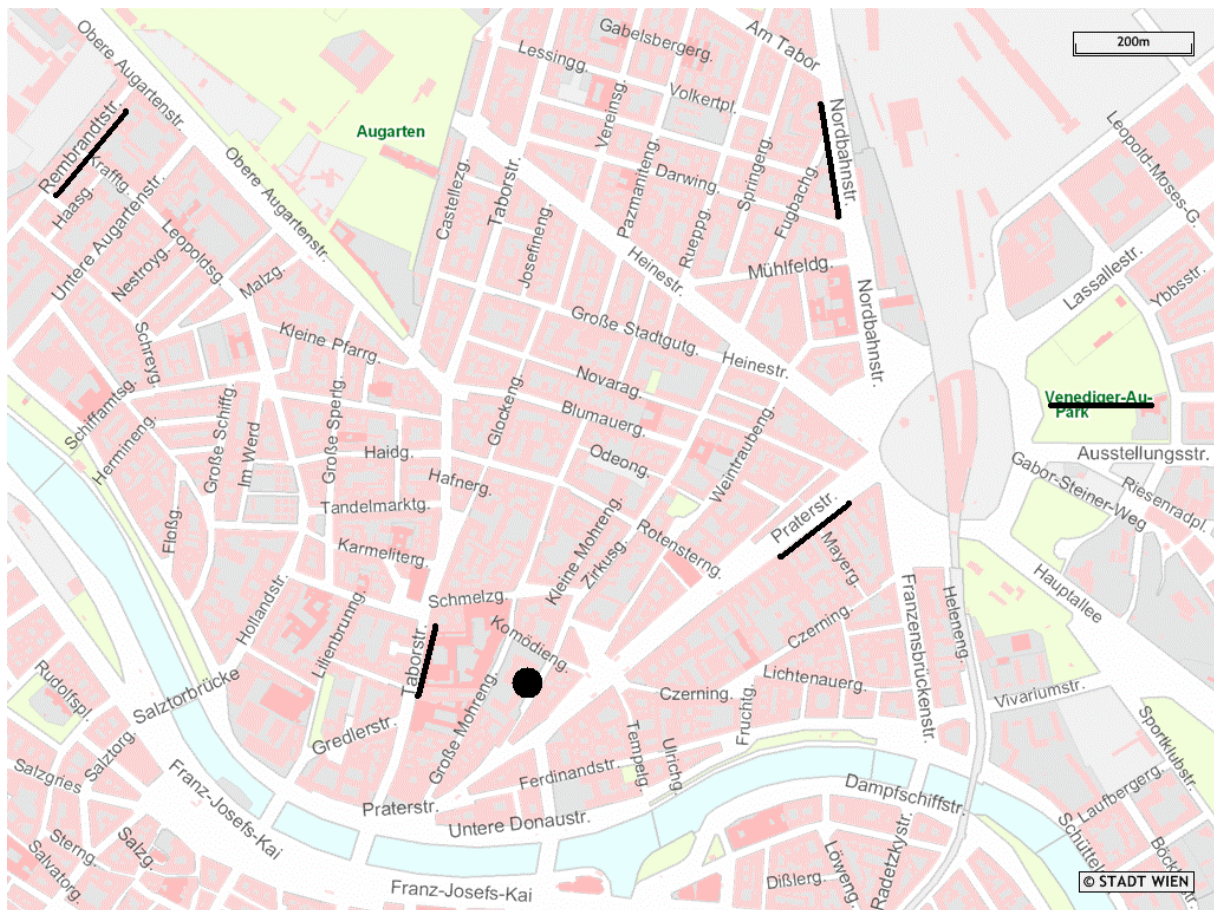 Obere Augartenstr.
Gabelsbergerg.
Am Tabor
200m
Lessingg.
Volkertpl.
Vereinsg.
Nordbahnstr.
Augarten
Leopold-Moses-G.
Rembrandtstr.
Krafftg.
Haasg.
Obere Augartenstr.
Castellezg.
Taborstr.
Pazmaniteng.
Darwing.
Springerg.
Fugbachg.
Untere Augartenstr.
Leopoldsg.
Nestroyg.
Malzg.
Josefineng.
Rueppg.
Heinestr.
Mühlfeldg.
Lassallestr.
Ybbsstr.
Nordbahnstr.
Schreyg.
Kleine Pfarrg.
Große Stadtgutg.
Heinestr.
Novarag.
Blumauerg.
Venediger-Au-
Park
Schiffamtsg.
Hermineng.
Große Schiffg.
Im Werd
Große Sperlg.
Glockeng.
Haidg.
Hafnerg.
Odeong.
Weintraubeng.
Ausstellungsstr.
Gabor-Steiner-Weg
Riesenradpl.
Tandelmarktg.
Floßg.
Karmeliterg.
Kleine Mohreng.
Zirkusg.
Rotensterng.
Praterstr.
Mayerg.
Hauptallee
Hollandstr.
Lilienbrunng.
Schmelzg.
Komödieng.
Taborstr.
Große Mohreng.
Czerning.
Franzensbrückenstr.
Heleneng.
Rudolfspl.
Salztorbrücke
Lichtenauerg.
Czerning.
Fruchtg.
Vivariumstr.
Sportklubstr.
Salzgries
Salztorg.
Gredlerstr.
Ferdinandstr.
Tempelg.
Ulrichg.
Franz-Josefs-Kai
Praterstr.
Untere Donaustr.
Dampfschiffstr.
Laufbergerg.
Sterng.
Salvatorg.
Salzg.
Franz-Josefs-Kai
Dißlerg.
Löweng.
Radetzkystr.
© STADT WIEN